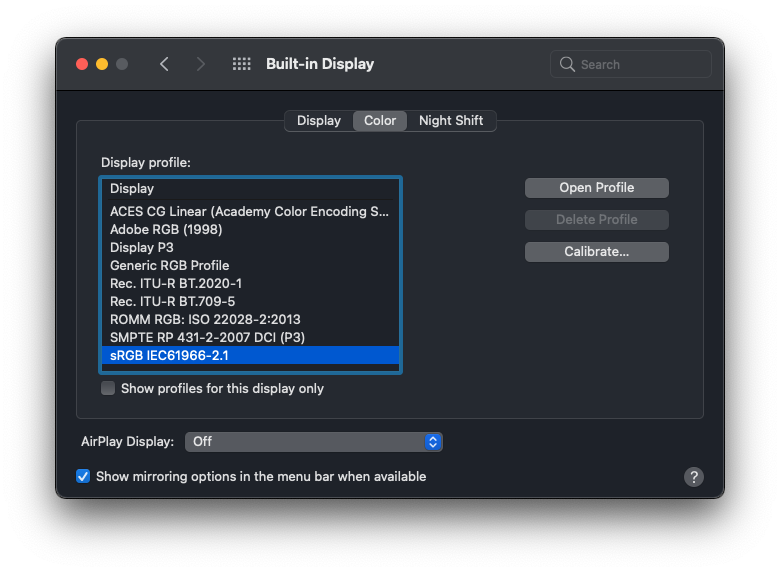 Built-in Display
Search
Display Color Night Shift
Display profile:
Display
ACES CG Linear (Academy Color Encoding S...
Adobe RGB (1998)
Display P3
Generic RGB Profile
Rec. ITU-R BT.2020-1
Rec. ITU-R BT.709-5
ROMM RGB: ISO 22028-2:2013
SMPTE RP 431-2-2007 DCI (P3)
sRGB IEC61966-2.1
Open Profile
Delete Profile
Calibrate...
Show profiles for this display only
AirPlay Display: Off
Show mirroring options in the menu bar when available
?